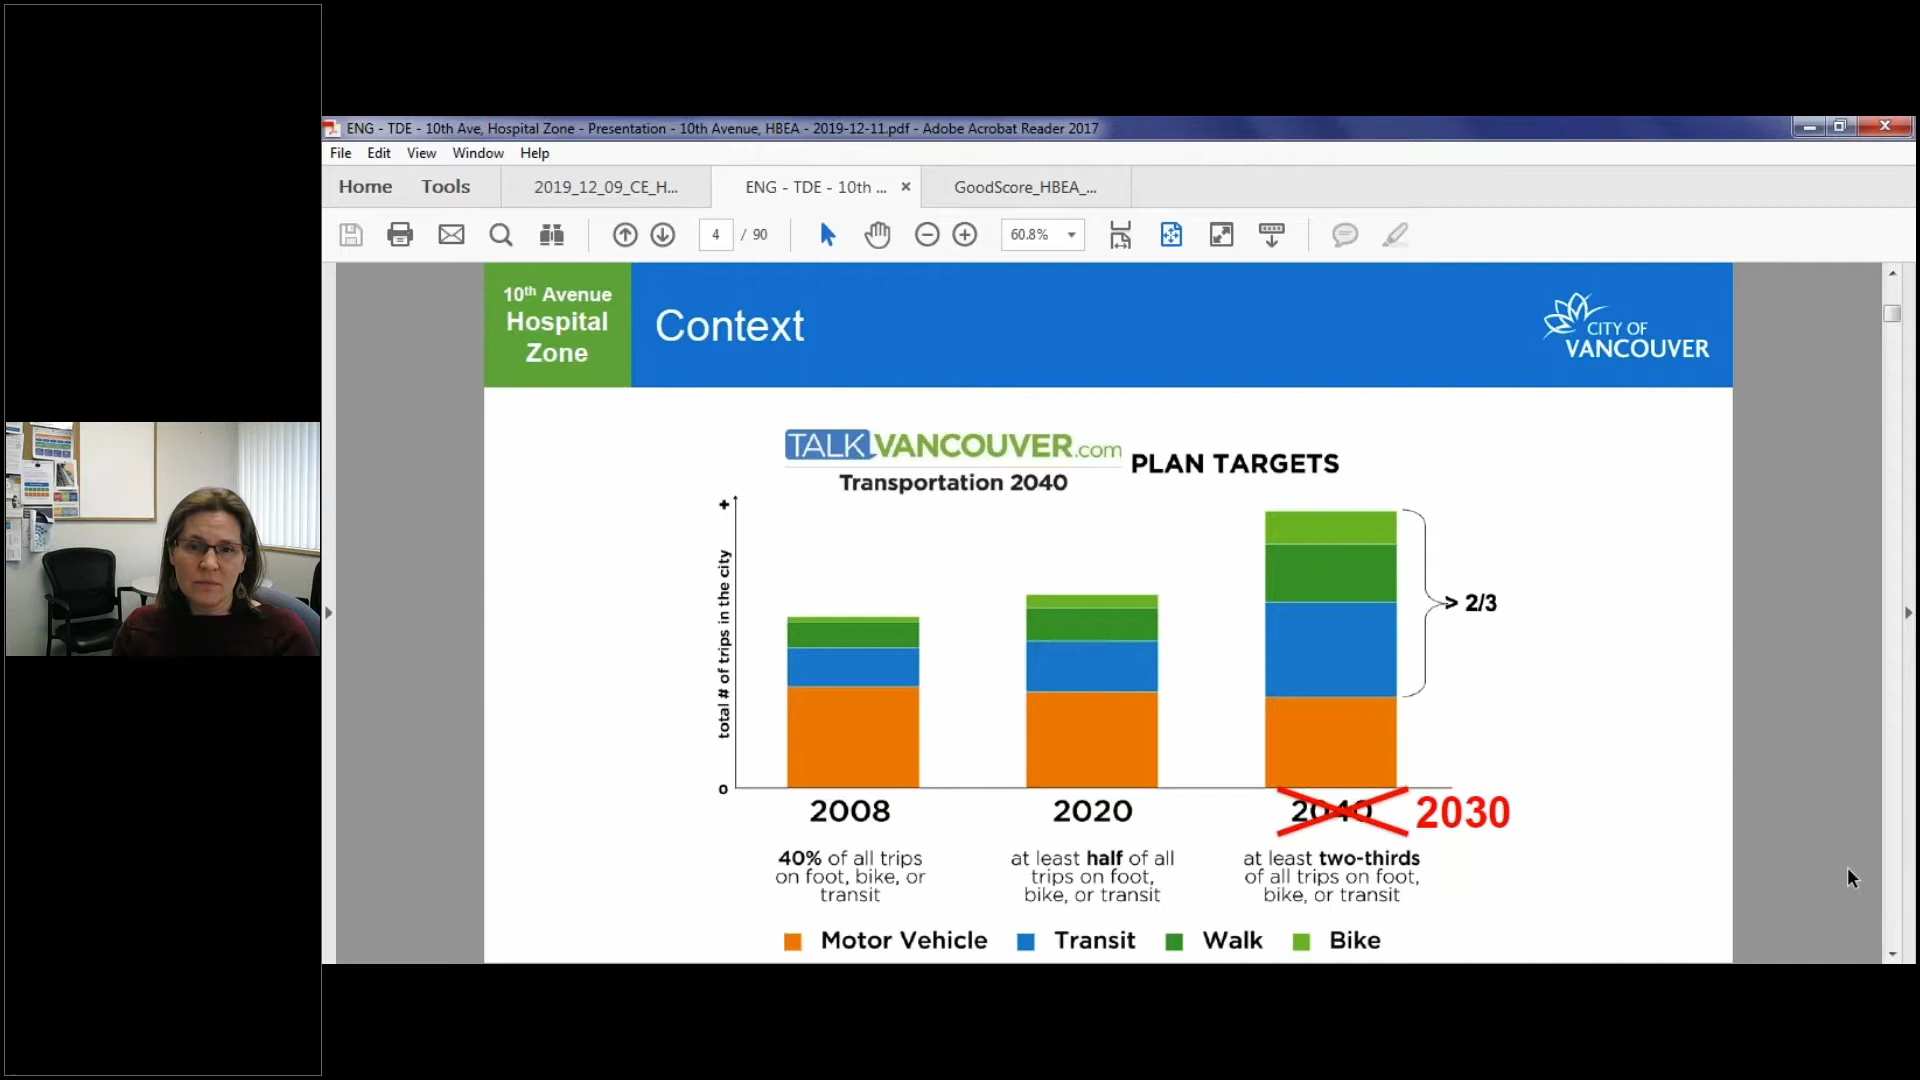 ENG - TDE - 10th Ave, Hospital Zone - Presentation - 10th Avenue, HBEA - 2019-12-11.pdf - Adobe Acrobat Reader 2017
File Edit View Window Help
Home Tools 2019_12_09_CE_H... ENG - TDE - 10th ... × GoodScore_HBEA_...
4 / 90 60.8%
10th Avenue
Hospital
Zone
Context
CITY OF
VANCOUVER
TALKVANCOUVER.com
Transportation 2040
PLAN TARGETS
+
total # of trips in the city
0
> 2/3
2008 2020 2040 2030
40% of all trips
on foot, bike, or
transit
at least half of all
trips on foot,
bike, or transit
at least two-thirds
of all trips on foot,
bike, or transit
Motor Vehicle Transit Walk Bike